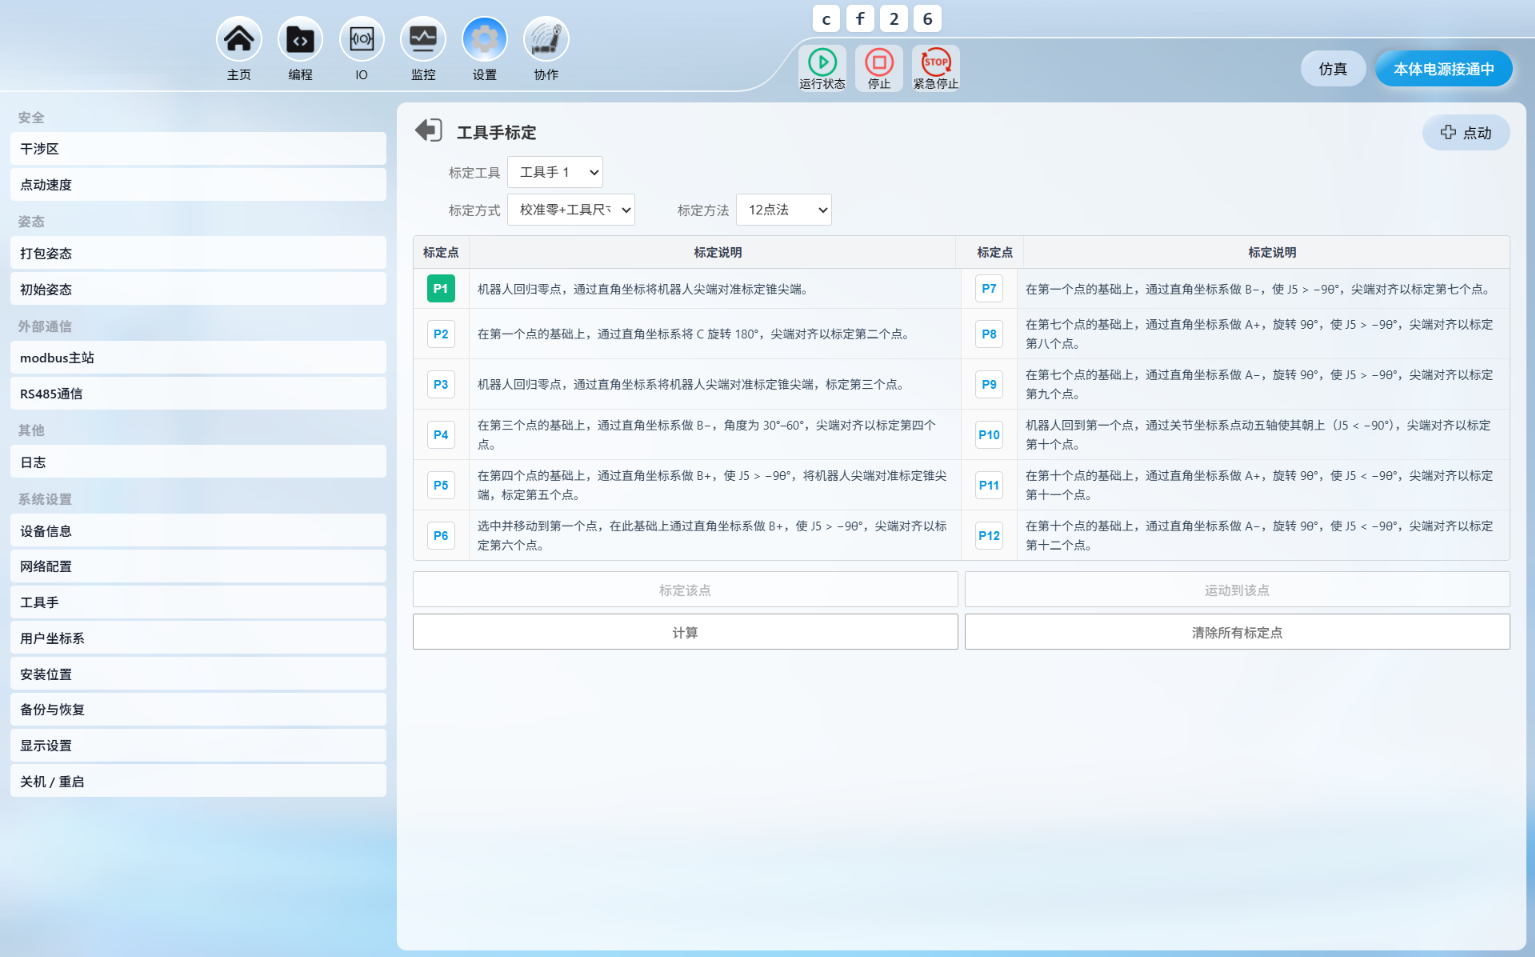 c f 2 6
主页 编程 IO 监控 设置 协作
运行状态 停止 STOP 紧急停止
仿真 本体电源接通中
安全
干涉区
点动速度
姿态
打包姿态
初始姿态
外部通信
modbus主站
RS485通信
其他
日志
系统设置
设备信息
网络配置
工具手
用户坐标系
安装位置
备份与恢复
显示设置
关机 / 重启
工具手标定
点动
标定工具 工具手 1
标定方式 校准零+工具尺寸 标定方法 12点法
标定点 标定说明 标定点 标定说明
P1 机器人回归零点，通过直角坐标将机器人尖端对准标定锥尖端。
P7 在第一个点的基础上，通过直角坐标系做 B−，使 J5 > −90°，尖端对齐以标定第七个点。
P2 在第一个点的基础上，通过直角坐标系将 C 旋转 180°，尖端对齐以标定第二个点。
P8 在第七个点的基础上，通过直角坐标系做 A+，旋转 90°，使 J5 > −90°，尖端对齐以标定
第八个点。
P3 机器人回归零点，通过直角坐标系将机器人尖端对准标定锥尖端，标定第三个点。
P9 在第七个点的基础上，通过直角坐标系做 A−，旋转 90°，使 J5 > −90°，尖端对齐以标定
第九个点。
P4 在第三个点的基础上，通过直角坐标系做 B−，角度为 30°–60°，尖端对齐以标定第四个
点。
P10 机器人回到第一个点，通过关节坐标系点动五轴使其朝上（J5 < −90°），尖端对齐以标定
第十个点。
P5 在第四个点的基础上，通过直角坐标系做 B+，使 J5 > −90°，将机器人尖端对准标定锥尖
端，标定第五个点。
P11 在第十个点的基础上，通过直角坐标系做 A+，旋转 90°，使 J5 < −90°，尖端对齐以标定
第十一个点。
P6 选中并移动到第一个点，在此基础上通过直角坐标系做 B+，使 J5 > −90°，尖端对齐以标
定第六个点。
P12 在第十个点的基础上，通过直角坐标系做 A−，旋转 90°，使 J5 < −90°，尖端对齐以标定
第十二个点。
标定该点 运动到该点
计算 清除所有标定点